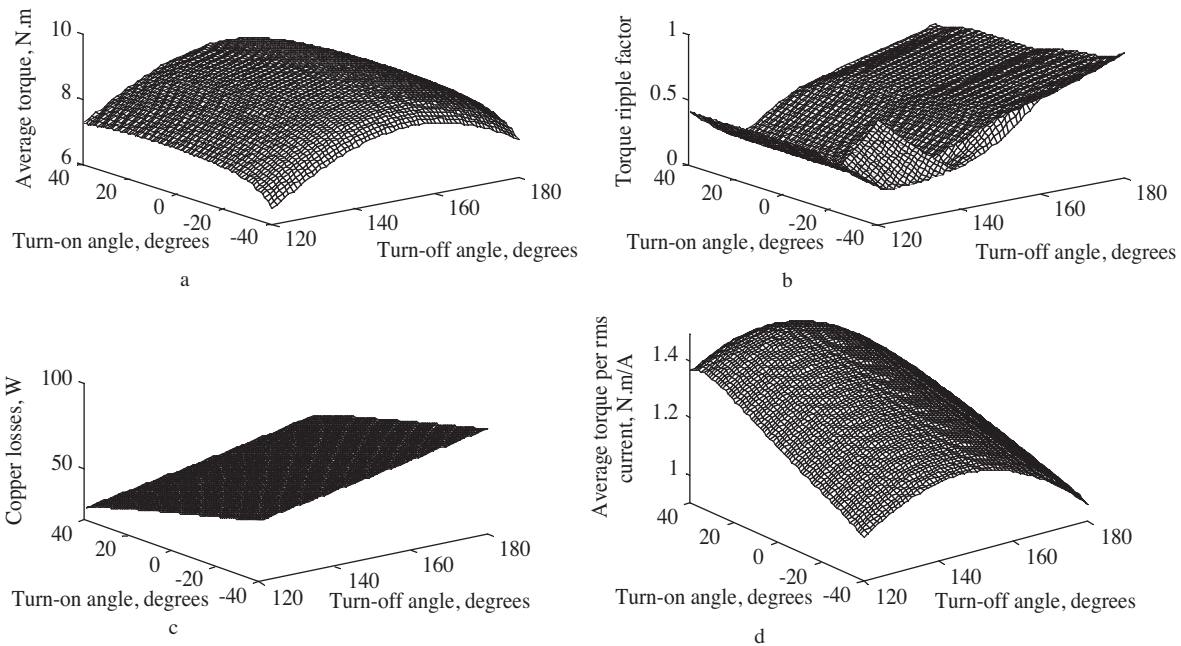 Average torque, N.m
10
8
6
40
20
0
-20
-40
120
140
160
180
Turn-on angle, degrees
Turn-off angle, degrees
a
Torque ripple factor
1
0.5
0
40
20
0
-20
-40
120
140
160
180
Turn-on angle, degrees
Turn-off angle, degrees
b
Copper losses, W
100
50
40
20
0
-20
-40
120
140
160
180
Turn-on angle, degrees
Turn-off angle, degrees
c
Average torque per rms
current, N.m/A
1.4
1.2
1
40
20
0
-20
-40
120
140
160
180
Turn-on angle, degrees
Turn-off angle, degrees
d